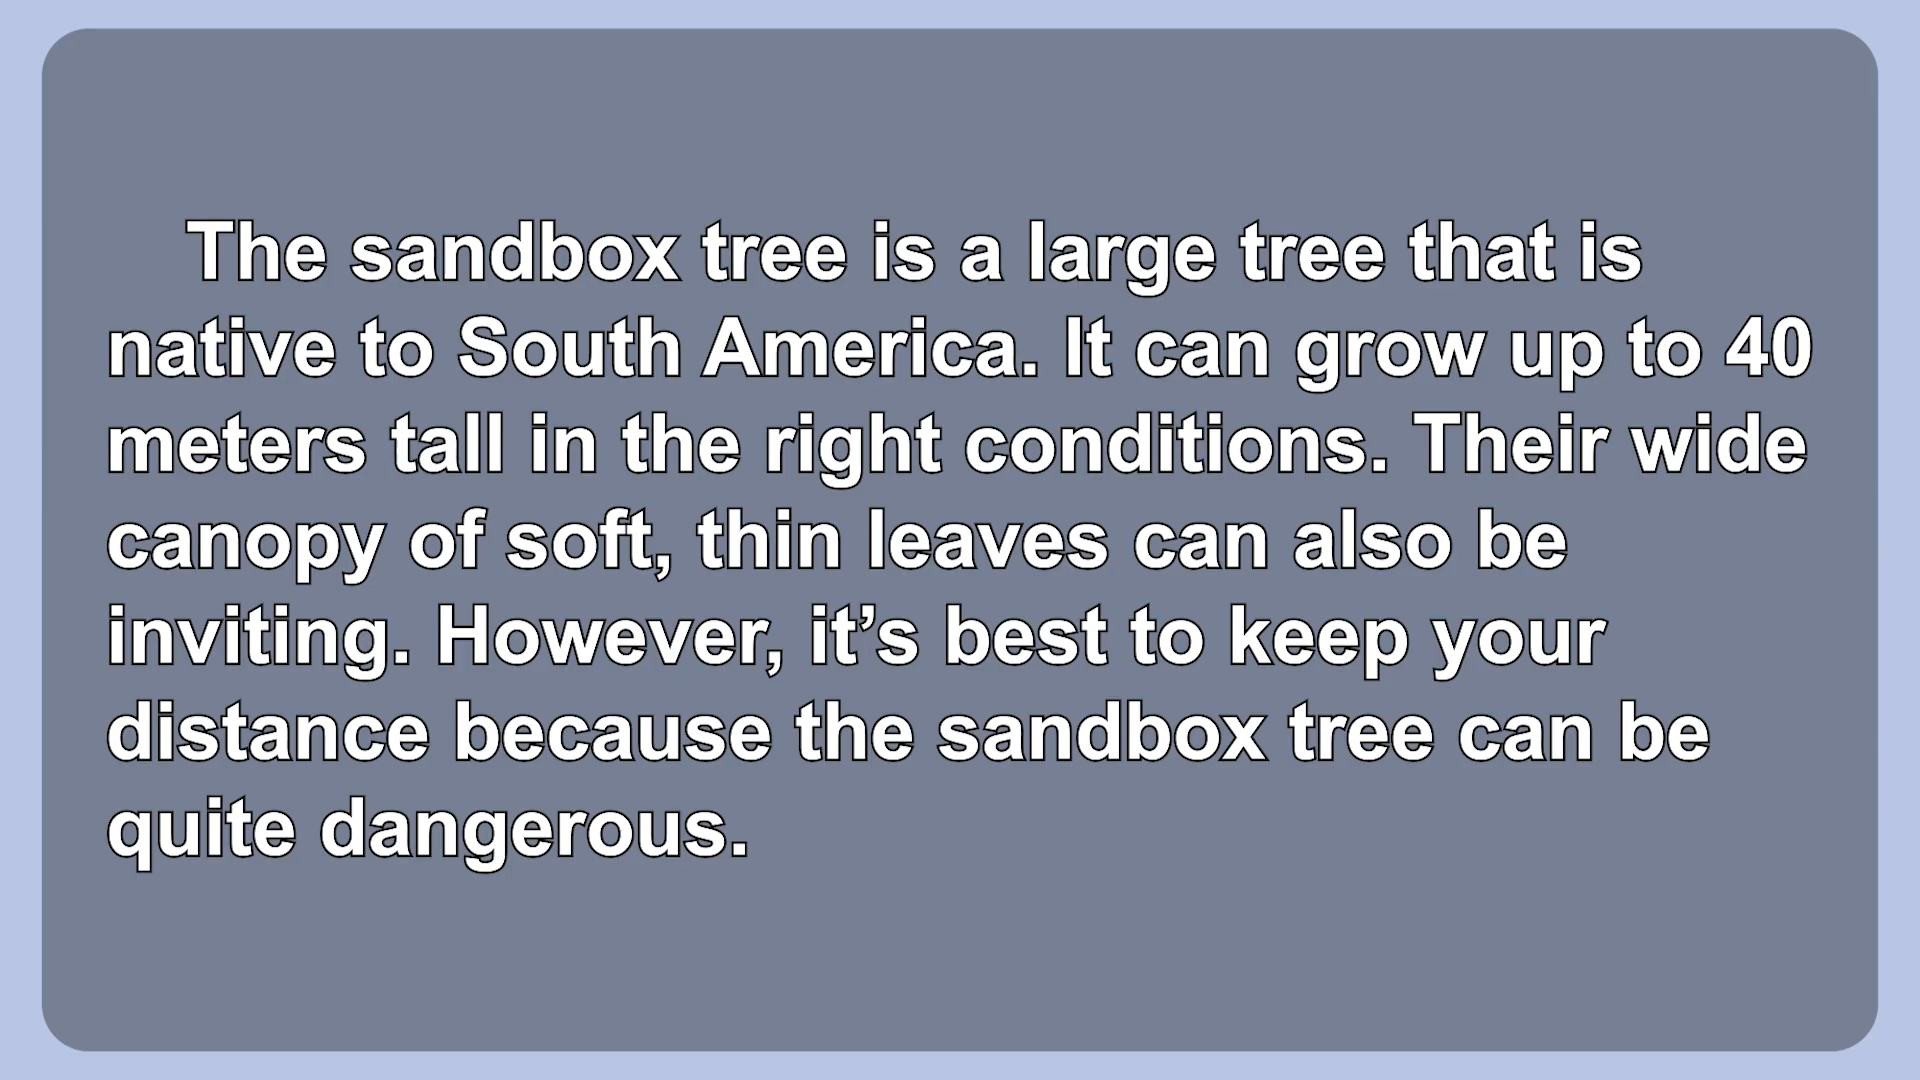 The sandbox tree is a large tree that is
native to South America. It can grow up to 40
meters tall in the right conditions. Their wide
canopy of soft, thin leaves can also be
inviting. However, it’s best to keep your
distance because the sandbox tree can be
quite dangerous.